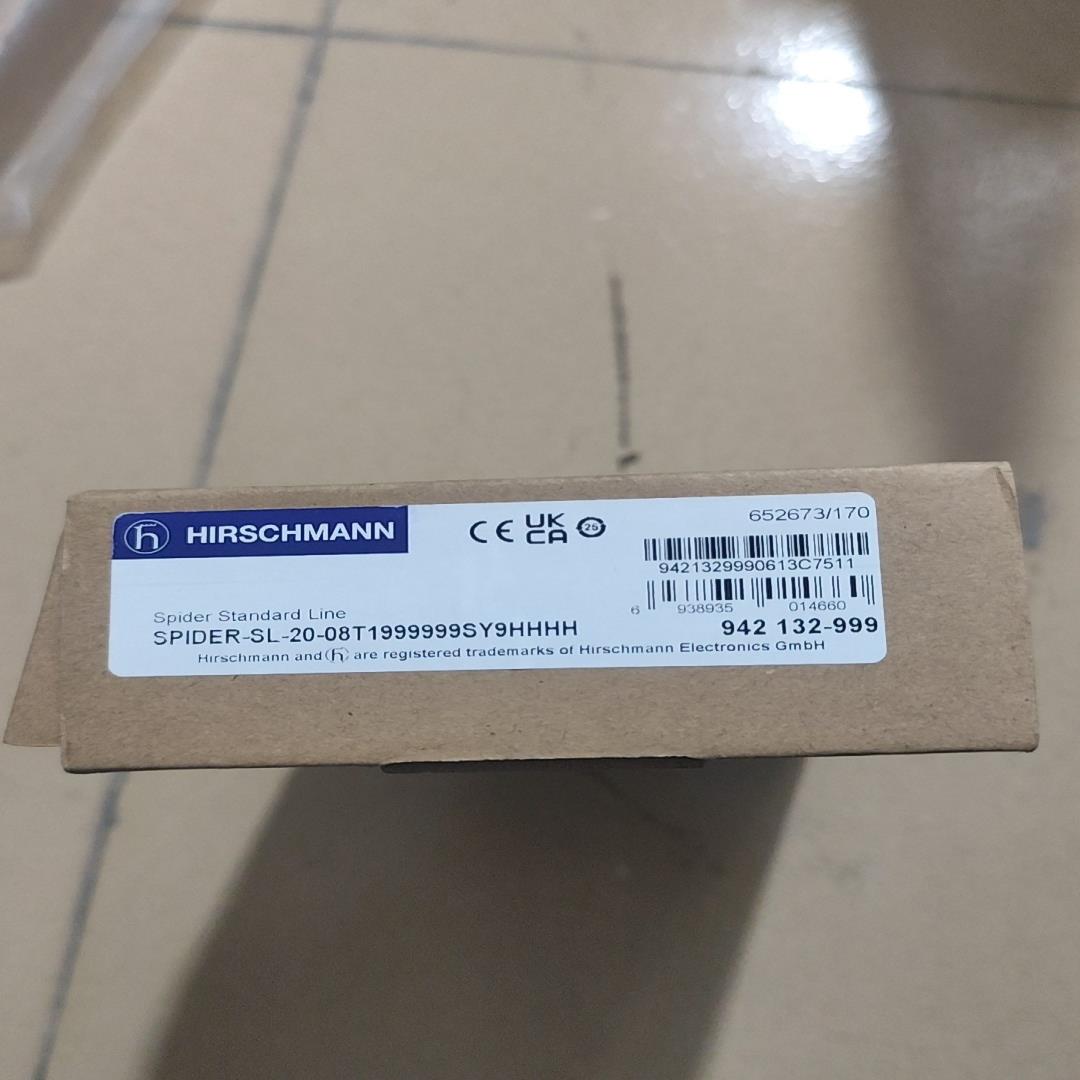 HIRSCHMANN
CE UK CA 25
652673/170
9421329990613C7511
6 938935 014660
Spider Standard Line
SPIDER-SL-20-08T1999999SY9HHHH
942 132-999
Hirschmann and h are registered trademarks of Hirschmann Electronics GmbH